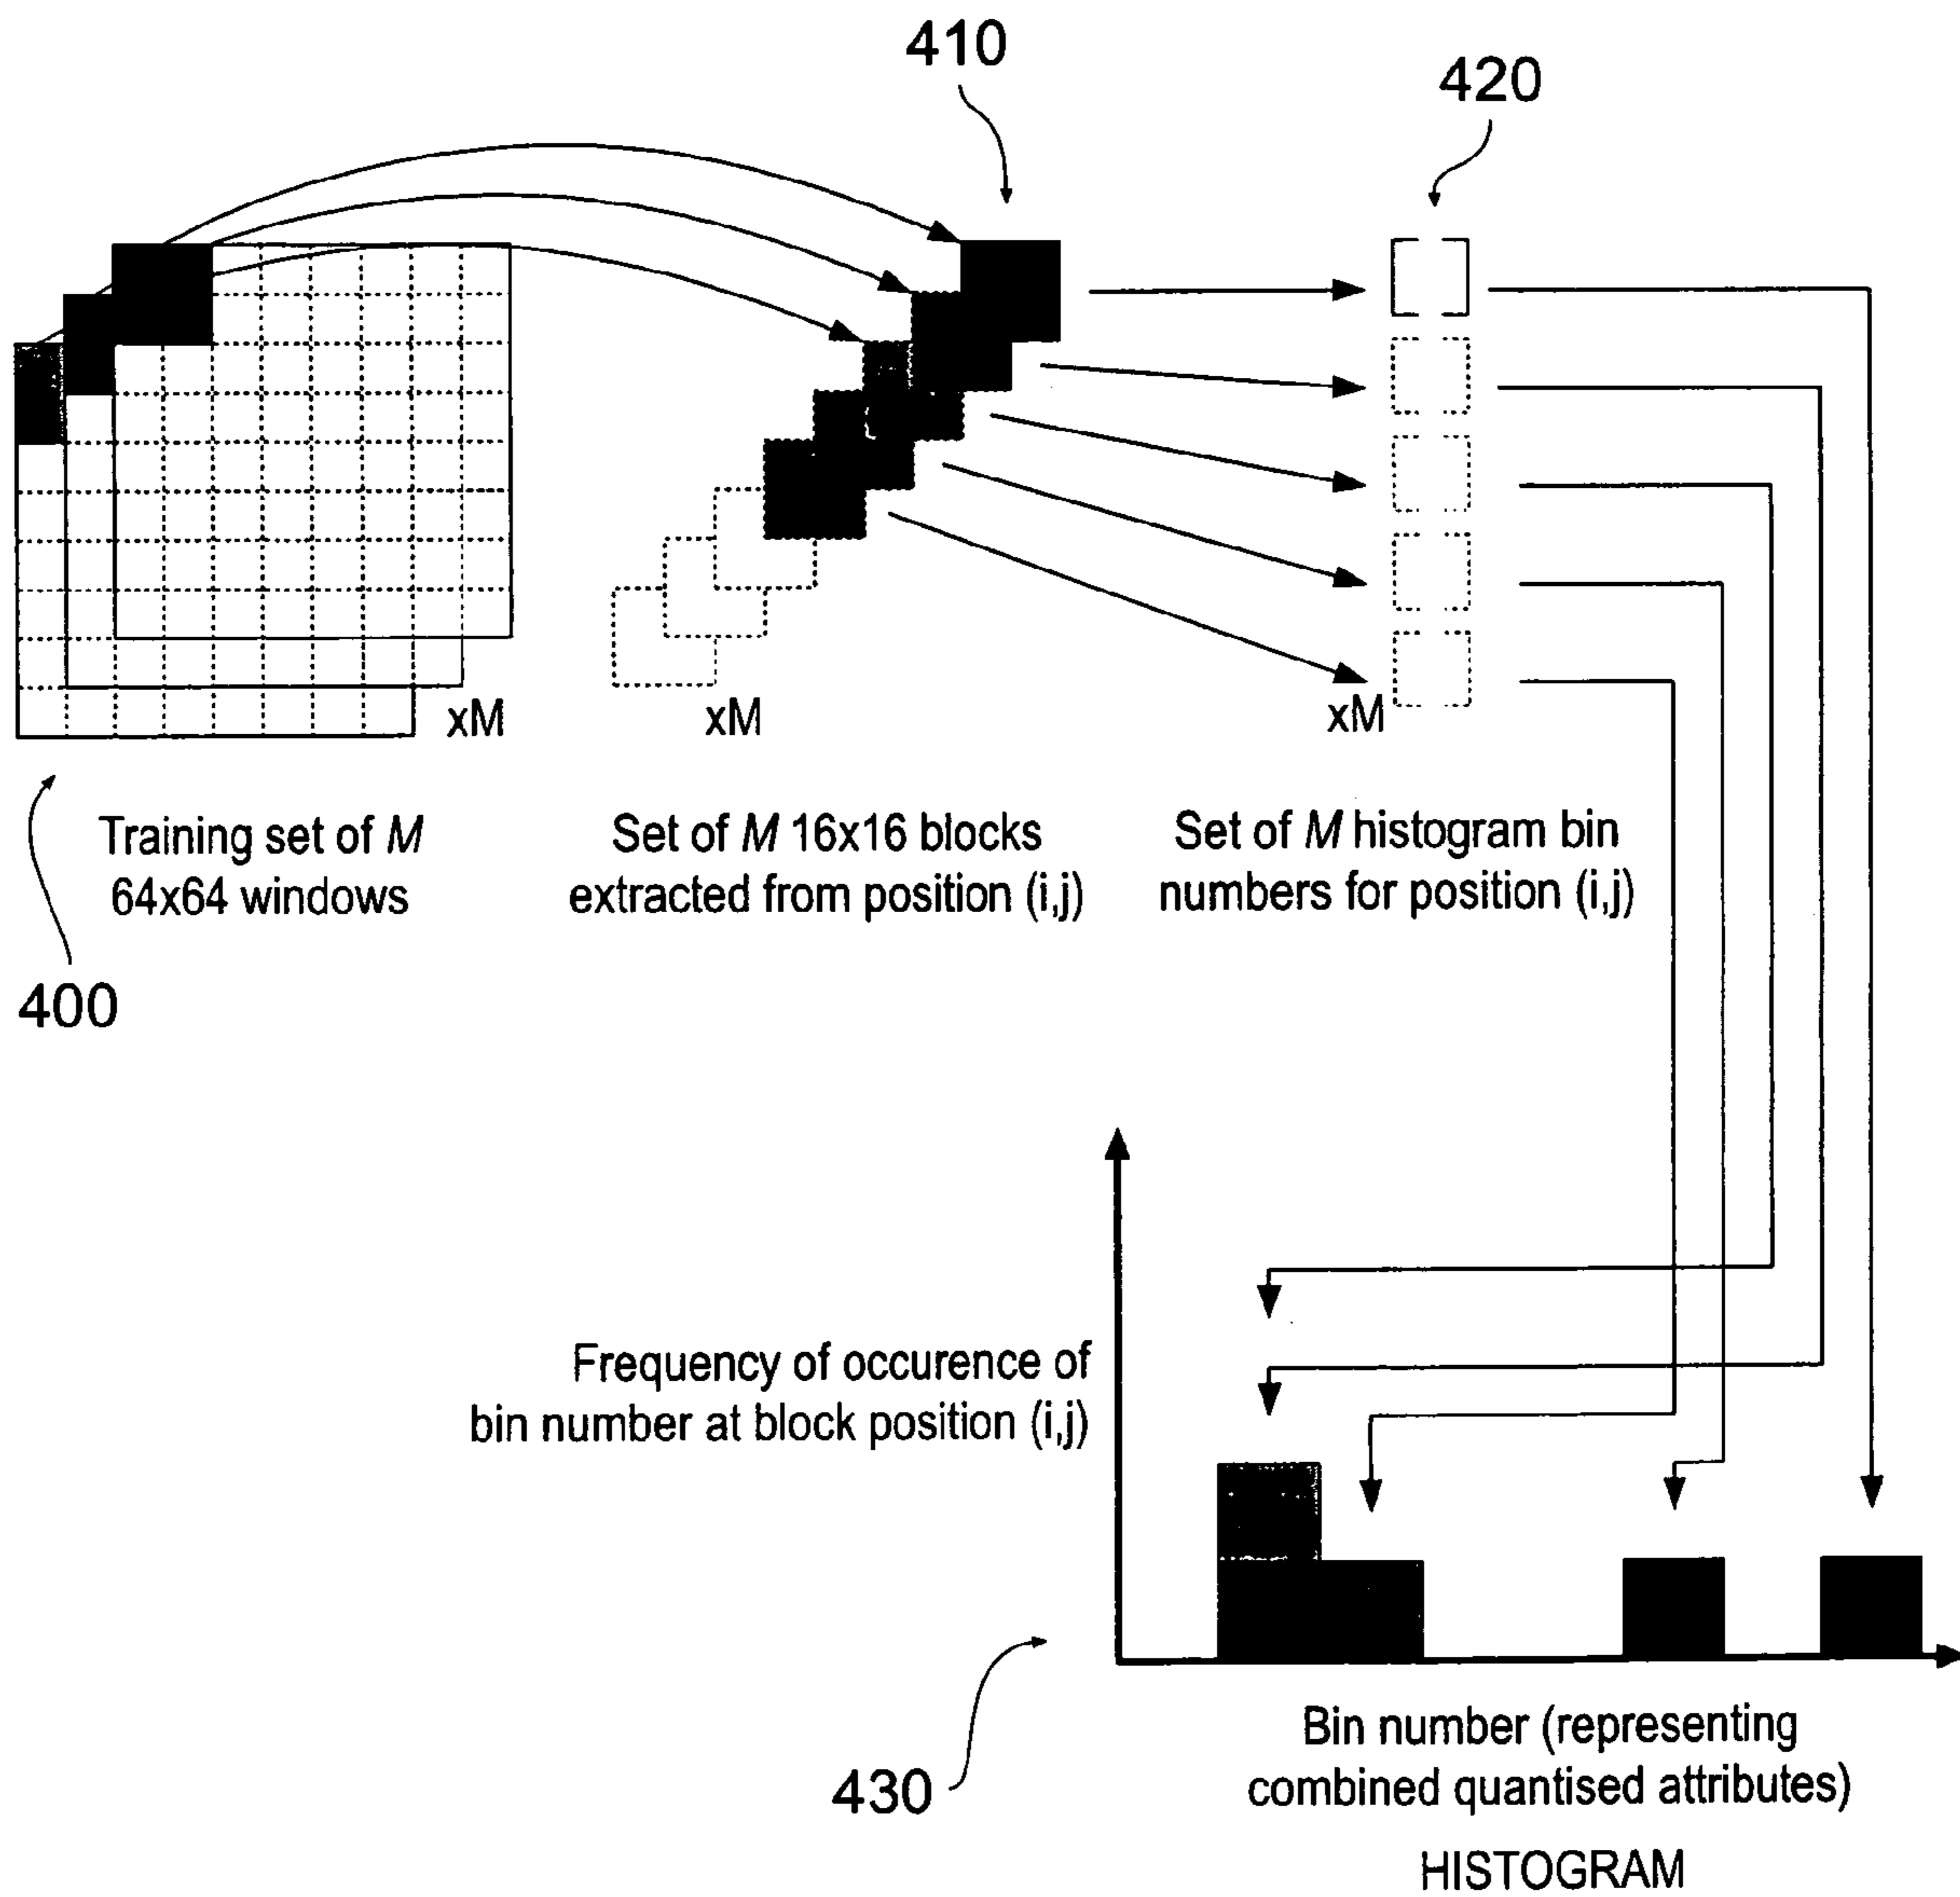 410
420
xM
xM
xM
Training set of M
64x64 windows
Set of M 16x16 blocks
extracted from position (i,j)
Set of M histogram bin
numbers for position (i,j)
400
Frequency of occurence of
bin number at block position (i,j)
430
Bin number (representing
combined quantised attributes)
HISTOGRAM